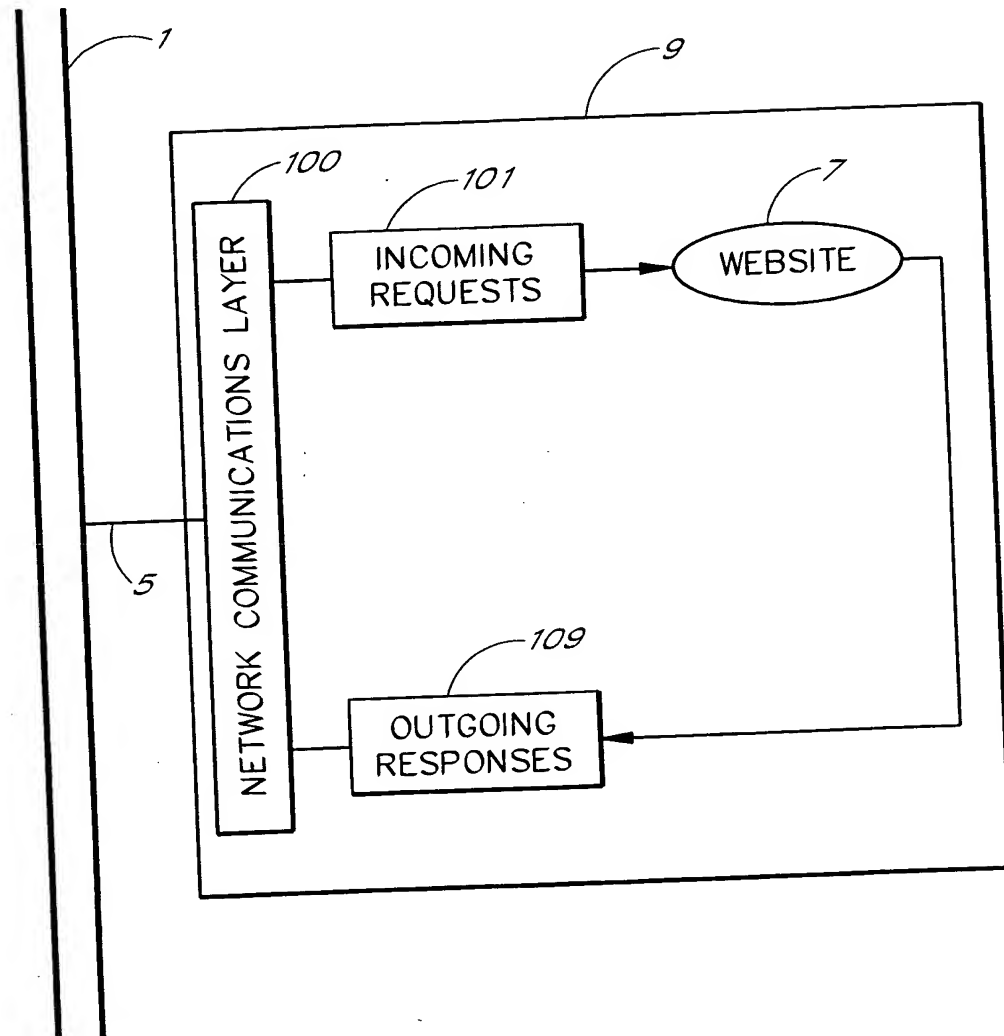 1
9
100
101
7
INCOMING
REQUESTS
WEBSITE
NETWORK COMMUNICATIONS LAYER
5
109
OUTGOING
RESPONSES